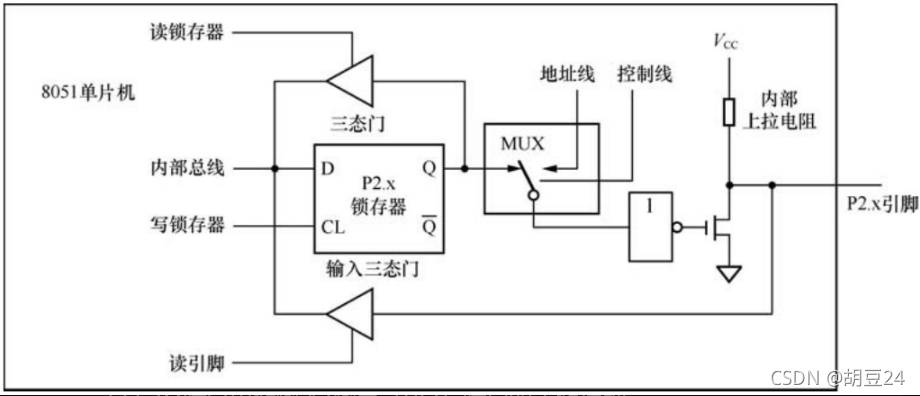 读锁存器
8051单片机
三态门
内部总线
写锁存器
D
Q
P2.x
锁存器
CL
Q
输入三态门
读引脚
地址线
控制线
MUX
1
VCC
内部
上拉电阻
P2.x引脚
CSDN @胡豆24